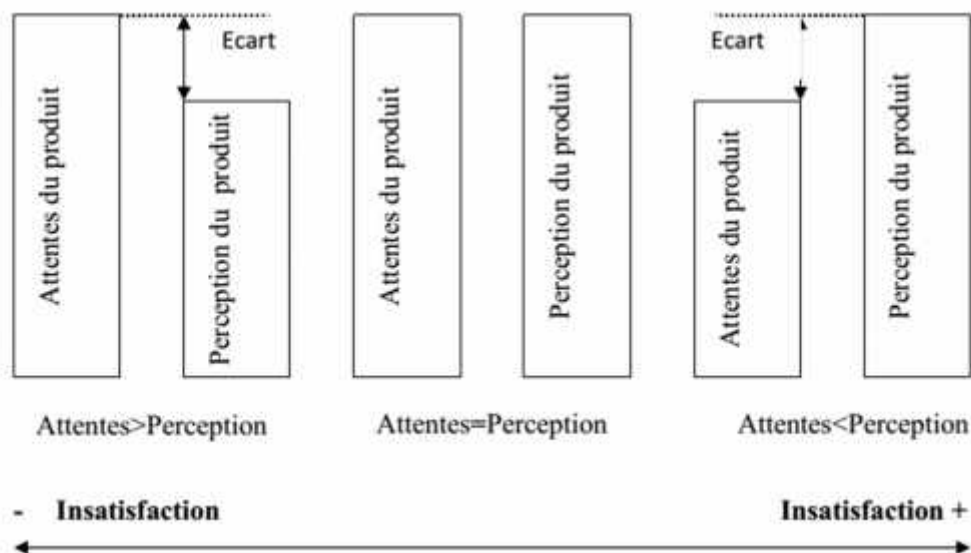 Ecart
Ecart
Attentes du produit
Perception du produit
Attentes du produit
Perception du produit
Attentes du produit
Perception du produit
Attentes>Perception
Attentes=Perception
Attentes<Perception
- Insatisfaction
Insatisfaction +